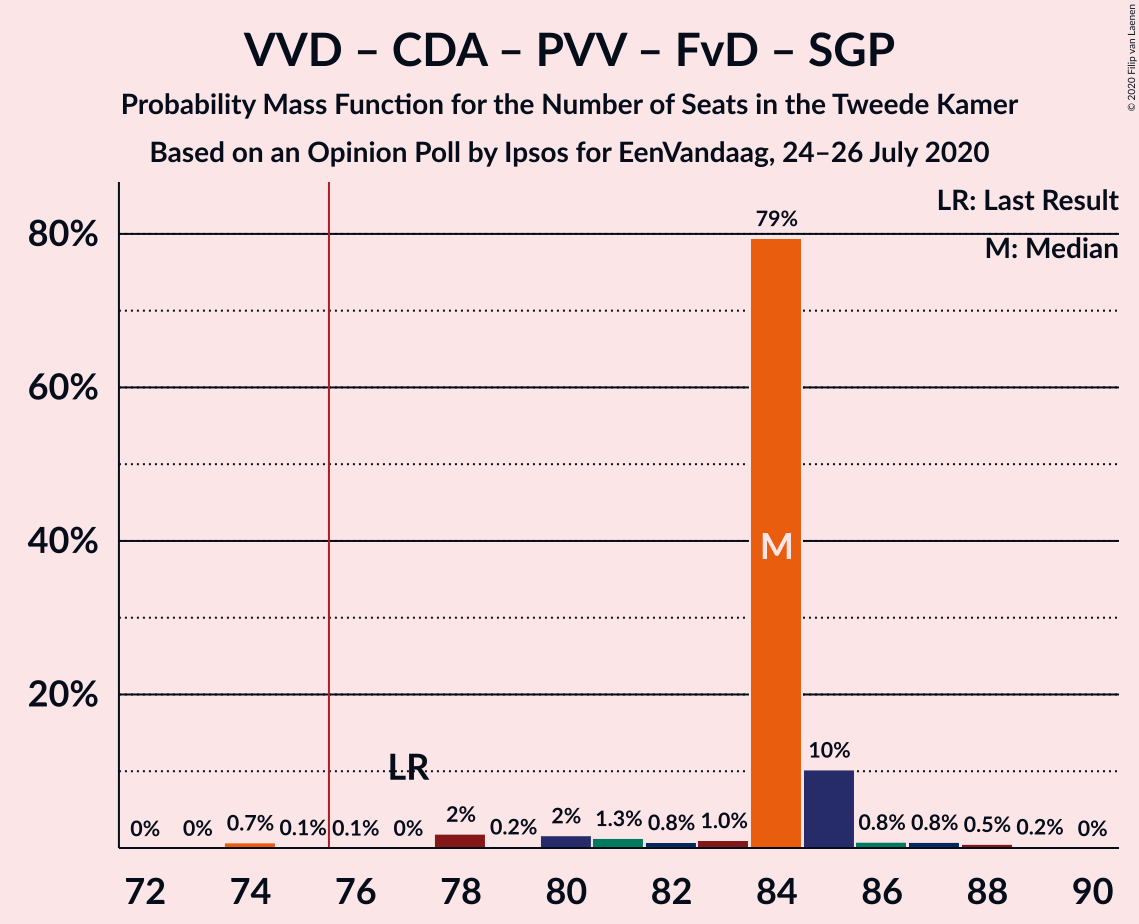 VVD – CDA – PVV – FvD – SGP
Probability Mass Function for the Number of Seats in the Tweede Kamer
Based on an Opinion Poll by Ipsos for EenVandaag, 24–26 July 2020
© 2020 Filip van Laenen
LR: Last Result
M: Median
80%
60%
40%
20%
79%
M
LR
10%
0% 0% 0.7% 0.1% 0.1% 0% 2% 0.2% 2% 1.3% 0.8% 1.0% 0.8% 0.8% 0.5% 0.2% 0%
72 74 76 78 80 82 84 86 88 90